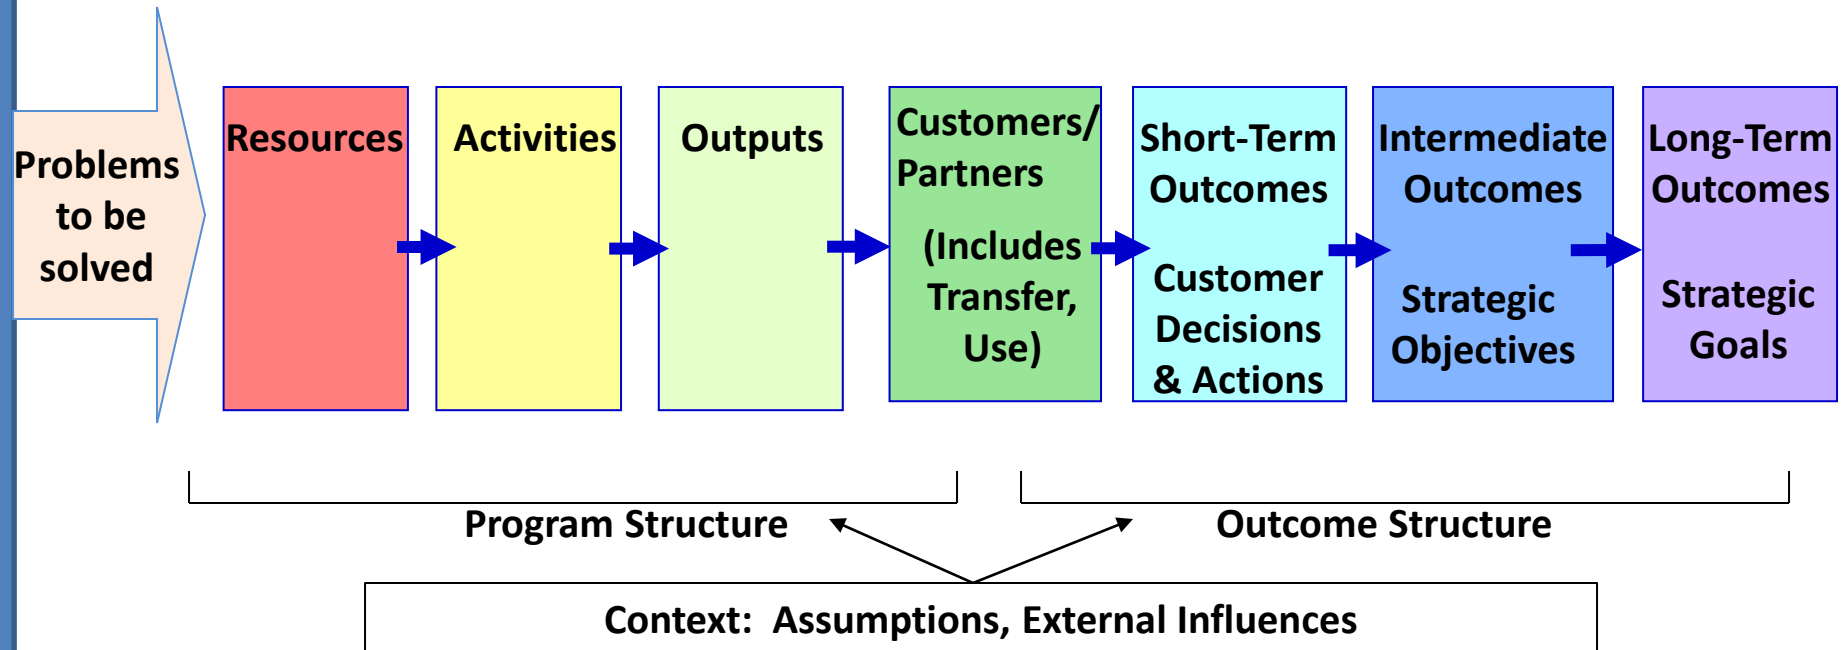 Problems
to be
solved
Resources
Activities
Outputs
Customers/
Partners
(Includes
Transfer,
Use)
Short-Term
Outcomes
Customer
Decisions
& Actions
Intermediate
Outcomes
Strategic
Objectives
Long-Term
Outcomes
Strategic
Goals
Program Structure
Outcome Structure
Context:  Assumptions, External Influences